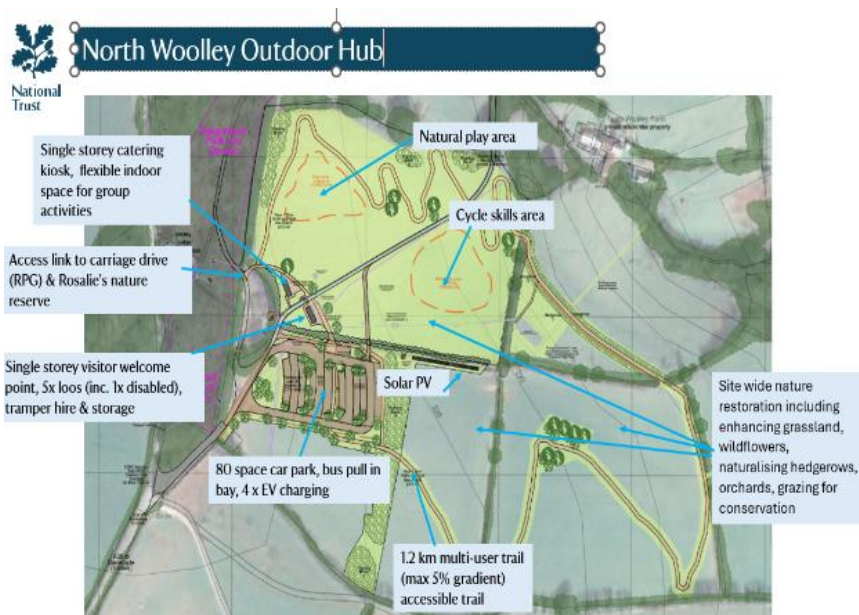 North Woolley Outdoor Hub
National
Trust
Single storey catering
kiosk, flexible indoor
space for group
activities
Natural play area
Cycle skills area
Access link to carriage drive
(RPG) & Rosalie's nature
reserve
Single storey visitor welcome
point, 5x loos (inc. 1x disabled),
tramper hire & storage
Solar PV
80 space car park, bus pull in
bay, 4 x EV charging
1.2 km multi-user trail
(max 5% gradient)
accessible trail
Site wide nature
restoration including
enhancing grassland,
wildflowers,
naturalising hedgerows,
orchards, grazing for
conservation